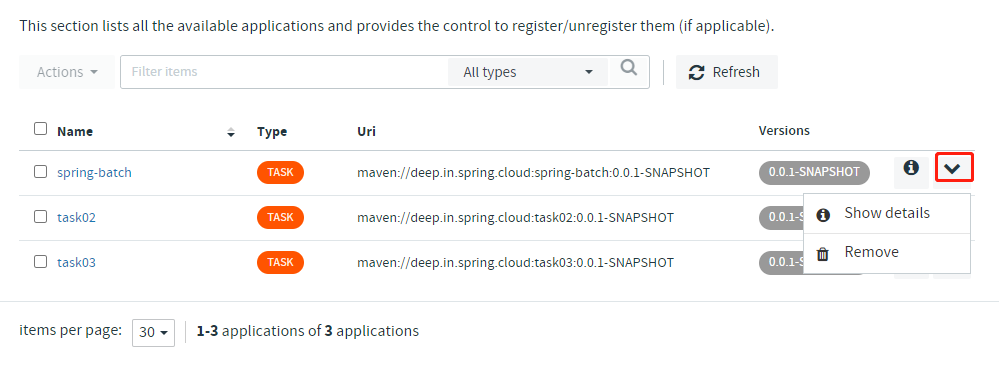 This section lists all the available applications and provides the control to register/unregister them (if applicable).
Actions Filter items All types Refresh
Name Type Uri Versions
spring-batch TASK maven://deep.in.spring.cloud:spring-batch:0.0.1-SNAPSHOT 0.0.1-SNAPSHOT
task02 TASK maven://deep.in.spring.cloud:task02:0.0.1-SNAPSHOT 0.0.1-S
Show details
task03 TASK maven://deep.in.spring.cloud:task03:0.0.1-SNAPSHOT 0.0.1-S
Remove
items per page: 30 1-3 applications of 3 applications